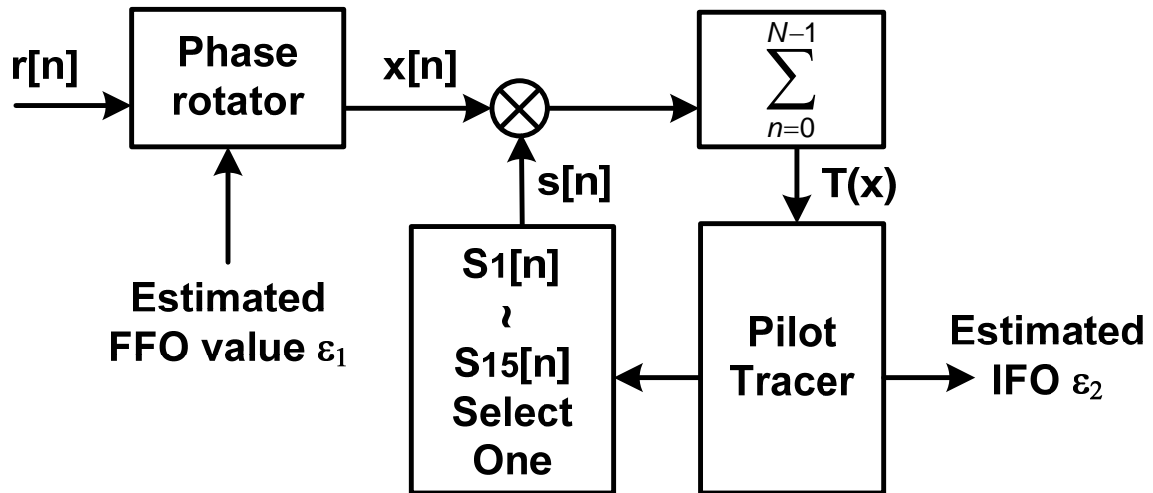 r[n]
Phase
rotator
x[n]
s[n]
N−1
∑
n=0
T(x)
Estimated
FFO value ε1
S1[n]
~
S15[n]
Select
One
Pilot
Tracer
Estimated
IFO ε2